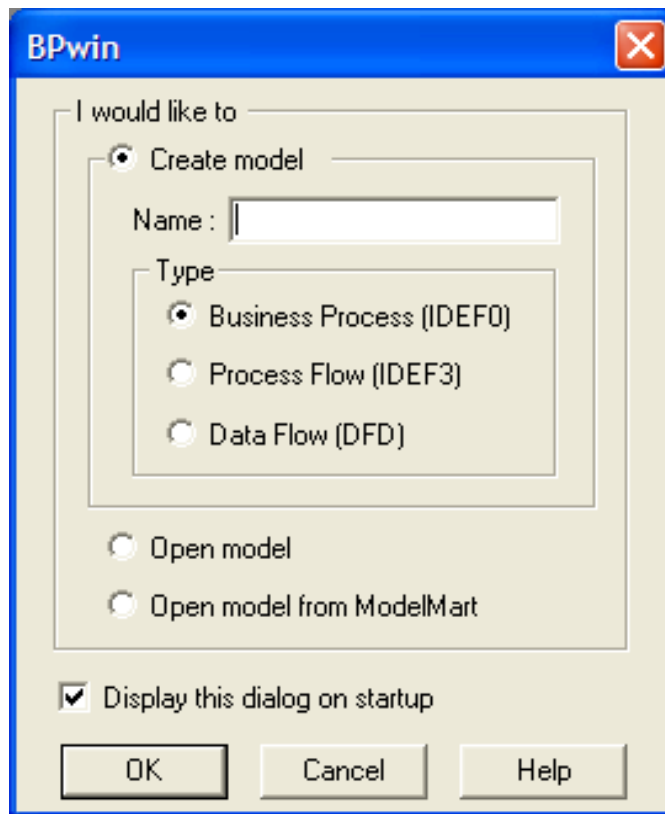 BPwin
I would like to
Create model
Name :
Type
Business Process (IDEF0)
Process Flow (IDEF3)
Data Flow (DFD)
Open model
Open model from ModelMart
Display this dialog on startup
OK Cancel Help